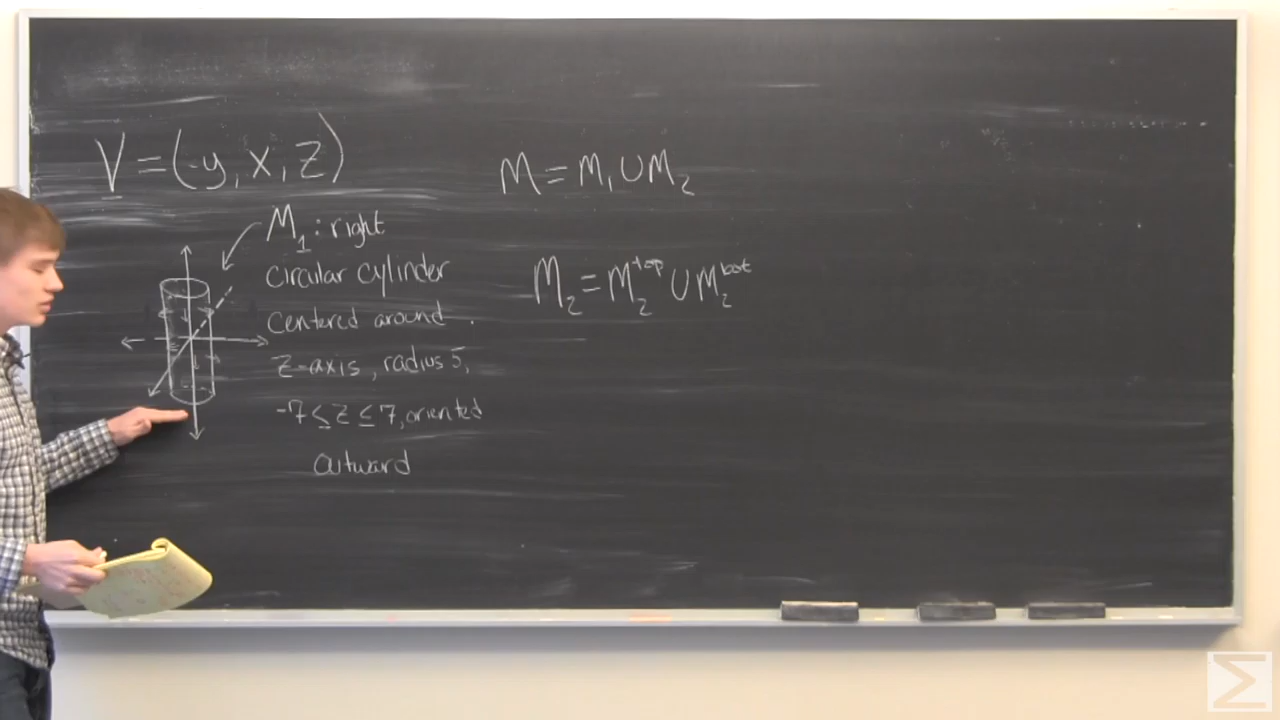 V = (-y, x, z)
M₁ : right
circular cylinder
centered around
z-axis, radius 5,
-7 ≤ z ≤ 7, oriented
outward
M = M₁ ∪ M₂
M₂ = M₂^top ∪ M₂^bot
Σ